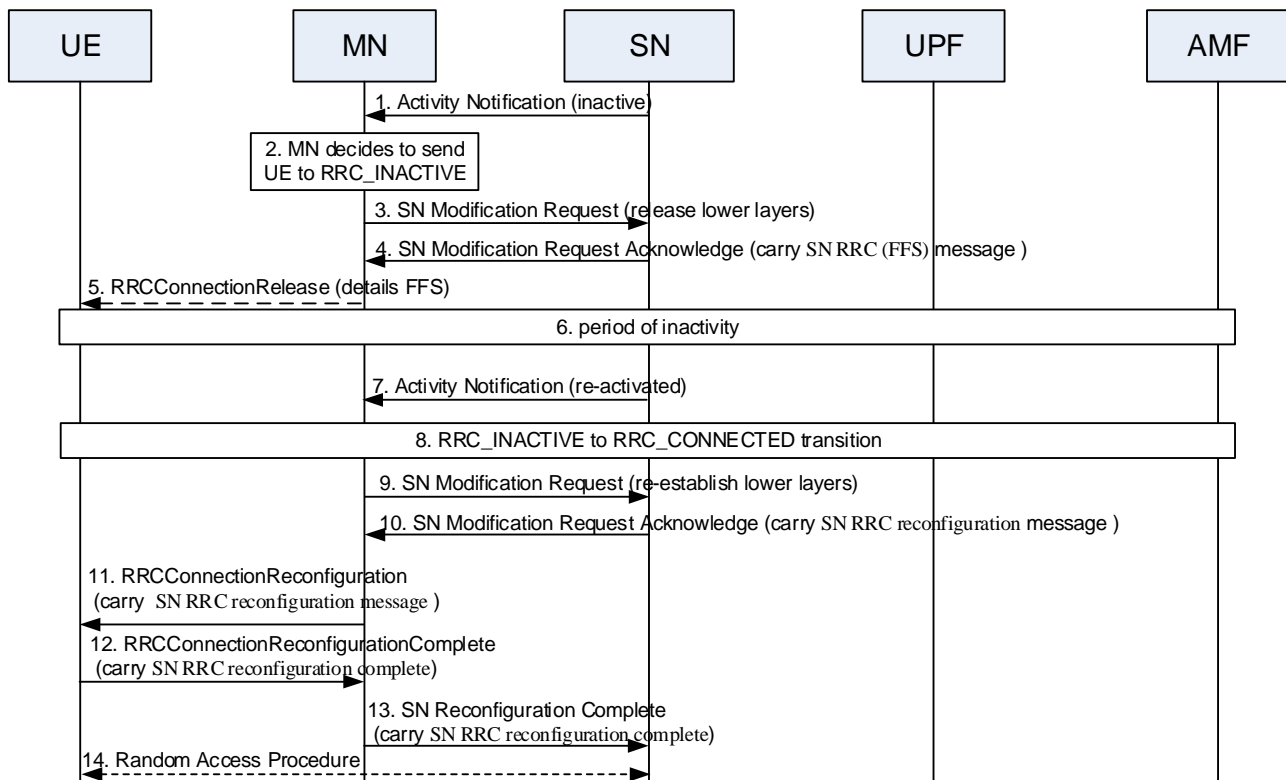 UE
MN
SN
UPF
AMF
1. Activity Notification (inactive)
2. MN decides to send
UE to RRC_INACTIVE
3. SN Modification Request (release lower layers)
4. SN Modification Request Acknowledge (carry SN RRC (FFS) message )
5. RRCConnectionRelease (details FFS)
6. period of inactivity
7. Activity Notification (re-activated)
8. RRC_INACTIVE to RRC_CONNECTED transition
9. SN Modification Request (re-establish lower layers)
10. SN Modification Request Acknowledge (carry SN RRC reconfiguration message )
11. RRCConnectionReconfiguration
(carry SN RRC reconfiguration message )
12. RRCConnectionReconfigurationComplete
(carry SN RRC reconfiguration complete)
13. SN Reconfiguration Complete
(carry SN RRC reconfiguration complete)
14. Random Access Procedure